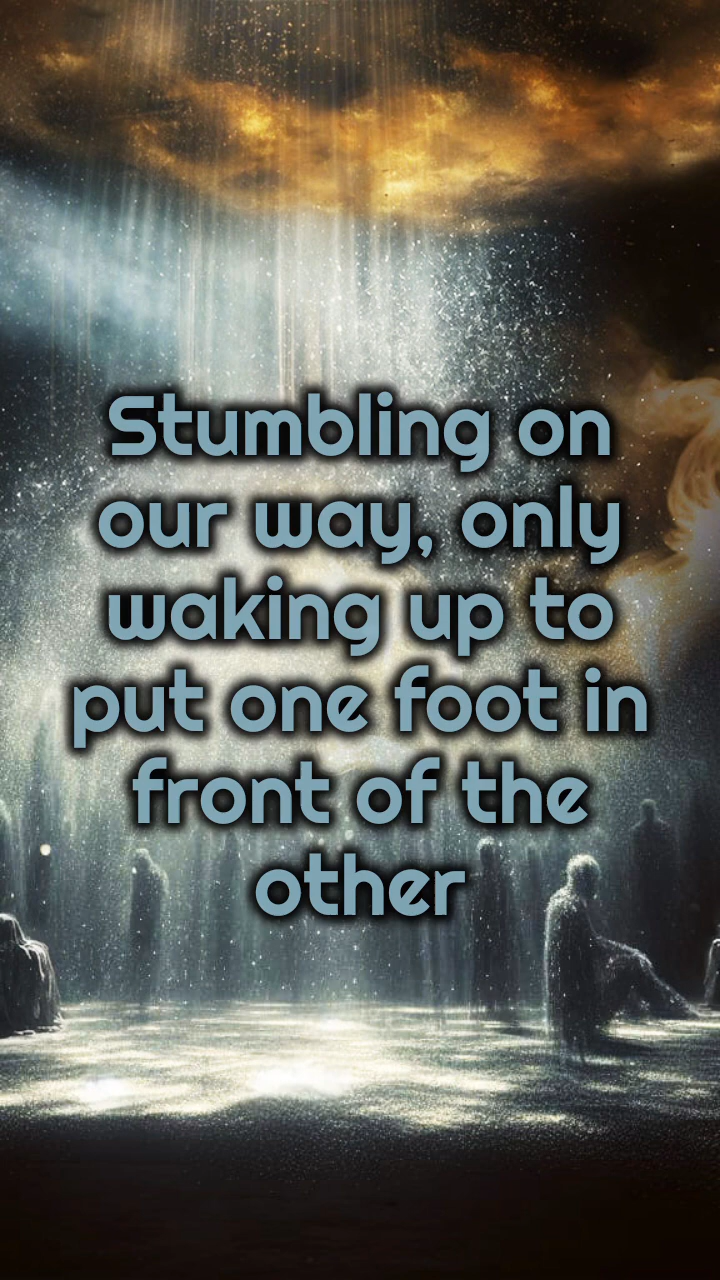 Stumbling on
our way, only
waking up to
put one foot in
front of the
other